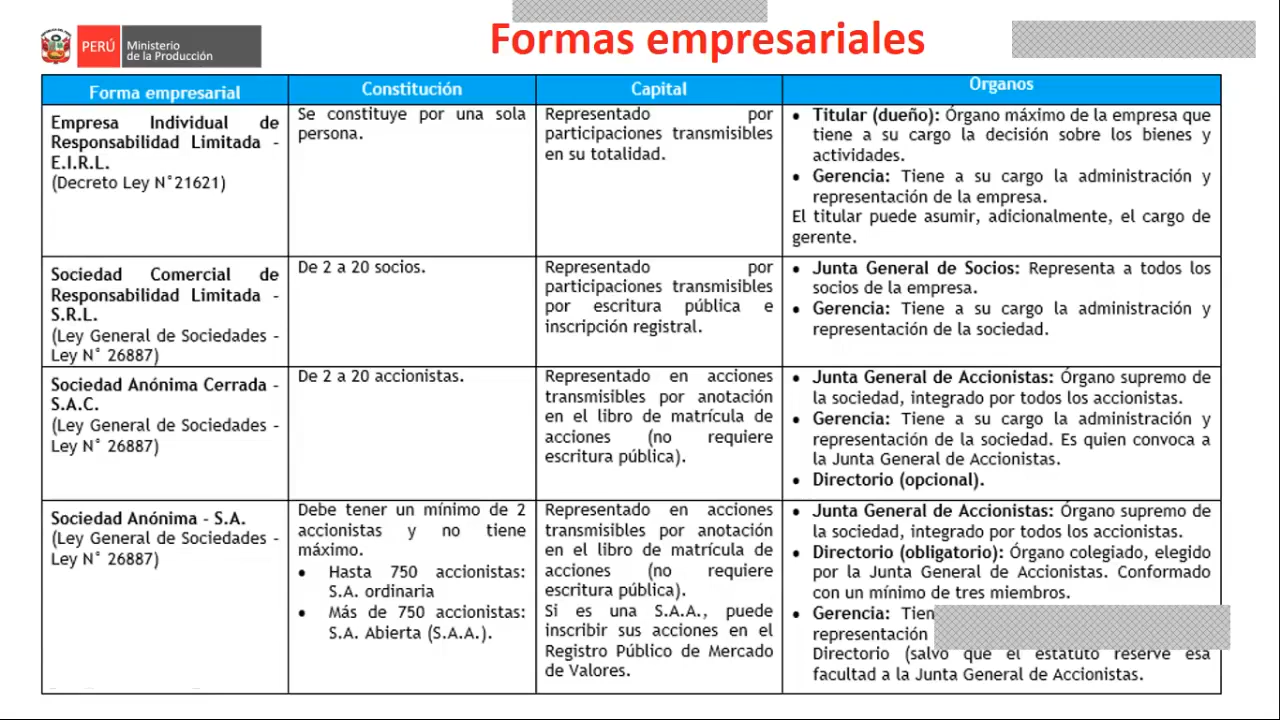 PERÚ
Ministerio
de la Producción
Formas empresariales
Forma empresarial
Constitución
Capital
Órganos
Empresa Individual de
Responsabilidad Limitada -
E.I.R.L.
(Decreto Ley N°21621)
Se constituye por una sola
persona.
Representado por
participaciones transmisibles
en su totalidad.
• Titular (dueño): Órgano máximo de la empresa que
tiene a su cargo la decisión sobre los bienes y
actividades.
• Gerencia: Tiene a su cargo la administración y
representación de la empresa.
El titular puede asumir, adicionalmente, el cargo de
gerente.
Sociedad Comercial de
Responsabilidad Limitada -
S.R.L.
(Ley General de Sociedades -
Ley N° 26887)
De 2 a 20 socios.
Representado por
participaciones transmisibles
por escritura pública e
inscripción registral.
• Junta General de Socios: Representa a todos los
socios de la empresa.
• Gerencia: Tiene a su cargo la administración y
representación de la sociedad.
Sociedad Anónima Cerrada -
S.A.C.
(Ley General de Sociedades -
Ley N° 26887)
De 2 a 20 accionistas.
Representado en acciones
transmisibles por anotación
en el libro de matrícula de
acciones (no requiere
escritura pública).
• Junta General de Accionistas: Órgano supremo de
la sociedad, integrado por todos los accionistas.
• Gerencia: Tiene a su cargo la administración y
representación de la sociedad. Es quien convoca a
la Junta General de Accionistas.
• Directorio (opcional).
Sociedad Anónima - S.A.
(Ley General de Sociedades -
Ley N° 26887)
Debe tener un mínimo de 2
accionistas y no tiene
máximo.
• Hasta 750 accionistas:
S.A. ordinaria
• Más de 750 accionistas:
S.A. Abierta (S.A.A.).
Representado en acciones
transmisibles por anotación
en el libro de matrícula de
acciones (no requiere
escritura pública).
Si es una S.A.A., puede
inscribir sus acciones en el
Registro Público de Mercado
de Valores.
• Junta General de Accionistas: Órgano supremo de
la sociedad, integrado por todos los accionistas.
• Directorio (obligatorio): Órgano colegiado, elegido
por la Junta General de Accionistas. Conformado
con un mínimo de tres miembros.
• Gerencia:
representación
Directorio (salvo que el estatuto reserve esa
facultad a la Junta General de Accionistas.